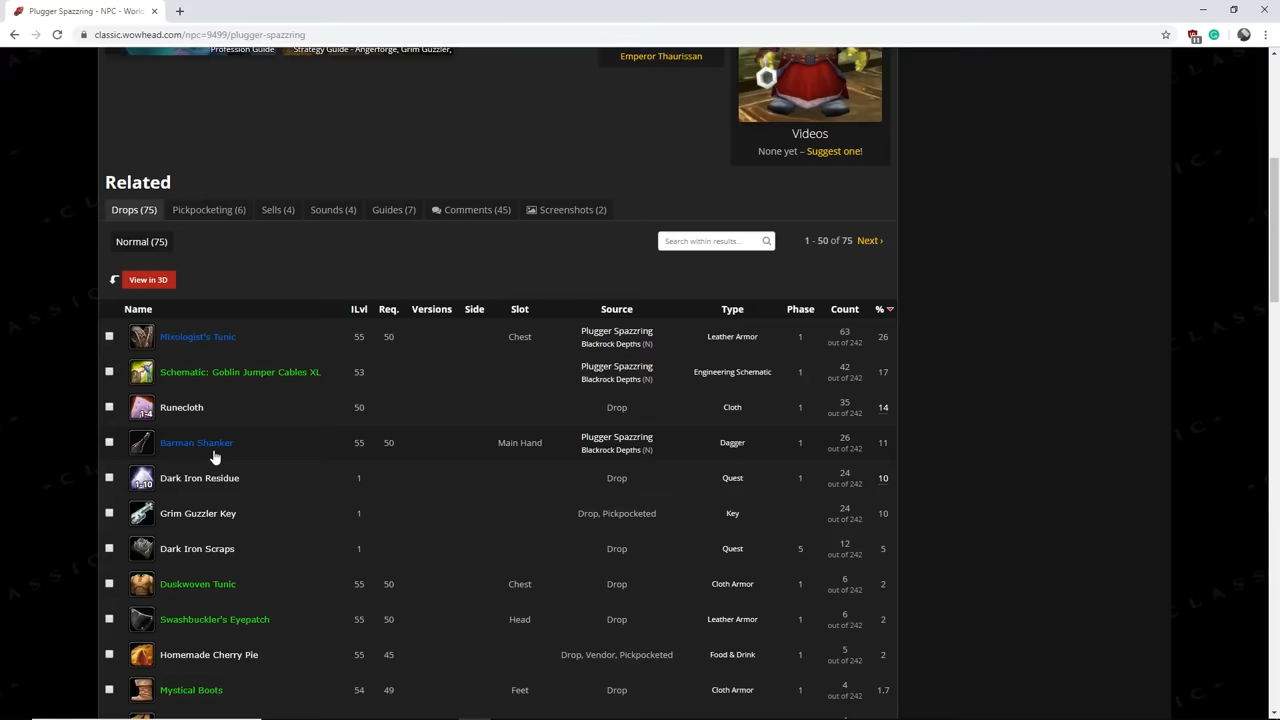 Plugger Spazzring - NPC - World
classic.wowhead.com/npc=9499/plugger-spazzring
11
Profession Guide
Strategy Guide - Angerforge, Grim Guzzler,
Emperor Thaurissan
Videos
None yet – Suggest one!
Related
Drops (75) Pickpocketing (6) Sells (4) Sounds (4) Guides (7) Comments (45) Screenshots (2)
Normal (75)
Search within results...
1 - 50 of 75 Next ›
View in 3D
Name ILvl Req. Versions Side Slot Source Type Phase Count %
Mixologist's Tunic 55 50 Chest Plugger Spazzring Blackrock Depths (N) Leather Armor 1 63 out of 242 26
Schematic: Goblin Jumper Cables XL 53 Plugger Spazzring Blackrock Depths (N) Engineering Schematic 1 42 out of 242 17
1-4 Runecloth 50 Drop Cloth 1 35 out of 242 14
Barman Shanker 55 50 Main Hand Plugger Spazzring Blackrock Depths (N) Dagger 1 26 out of 242 11
1-10 Dark Iron Residue 1 Drop Quest 1 24 out of 242 10
Grim Guzzler Key 1 Drop, Pickpocketed Key 1 24 out of 242 10
Dark Iron Scraps 1 Drop Quest 5 12 out of 242 5
Duskwoven Tunic 55 50 Chest Drop Cloth Armor 1 6 out of 242 2
Swashbuckler's Eyepatch 55 50 Head Drop Leather Armor 1 6 out of 242 2
Homemade Cherry Pie 55 45 Drop, Vendor, Pickpocketed Food & Drink 1 5 out of 242 2
Mystical Boots 54 49 Feet Drop Cloth Armor 1 4 out of 242 1.7